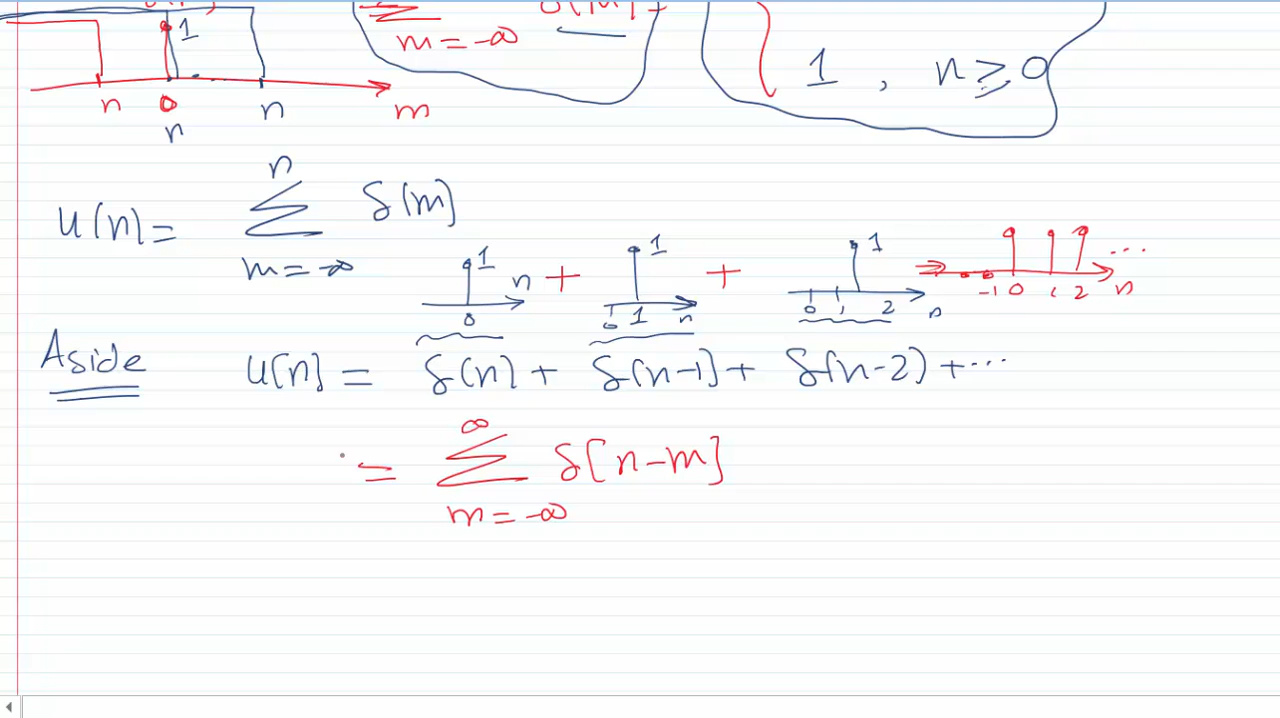 1
m = -∞
1 , n ≥ 0
n 0 n m
n
u(n) = n Σ m = -∞ δ(m)
1 n + 1 + 1 ⇒ ...
0 0 1 n 0 1 2 n -1 0 1 2 n
Aside u[n] = δ(n) + δ(n-1) + δ(n-2) + ...
= ∞ Σ m = -∞ δ[n-m]